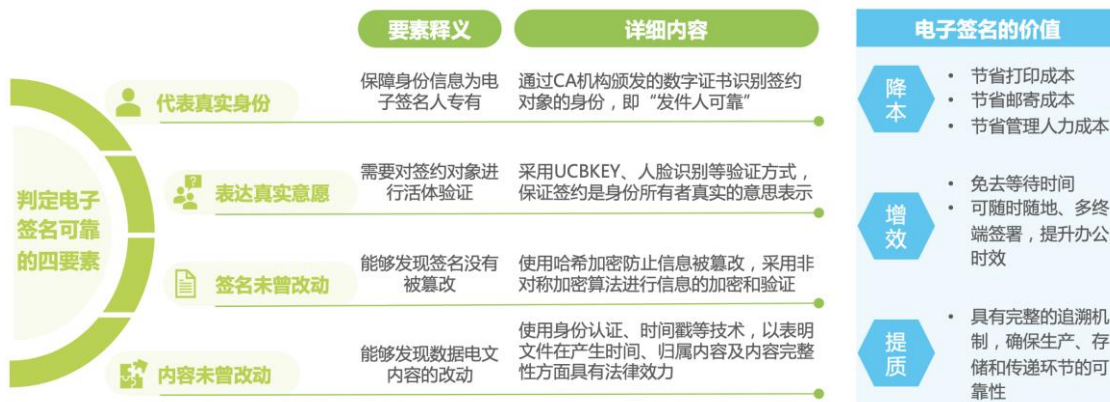 要素释义
详细内容
电子签名的价值
判定电子
签名可靠
的四要素
代表真实身份
保障身份信息为电
子签名人专有
通过CA机构颁发的数字证书识别签约
对象的身份，即“发件人可靠”
表达真实意愿
需要对签约对象进
行活体验证
采用UCBKEY、人脸识别等验证方式，
保证签约是身份所有者真实的意思表示
签名未曾改动
能够发现签名没有
被篡改
使用哈希加密防止信息被篡改，采用非
对称加密算法进行信息的加密和验证
内容未曾改动
能够发现数据电文
内容的改动
使用身份认证、时间戳等技术，以表明
文件在产生时间、归属内容及内容完整
性方面具有法律效力
降
本
• 节省打印成本
• 节省邮寄成本
• 节省管理人力成本
增
效
• 免去等待时间
• 可随时随地、多终
端签署，提升办公
时效
提
质
• 具有完整的追溯机
制，确保生产、存
储和传递环节的可
靠性